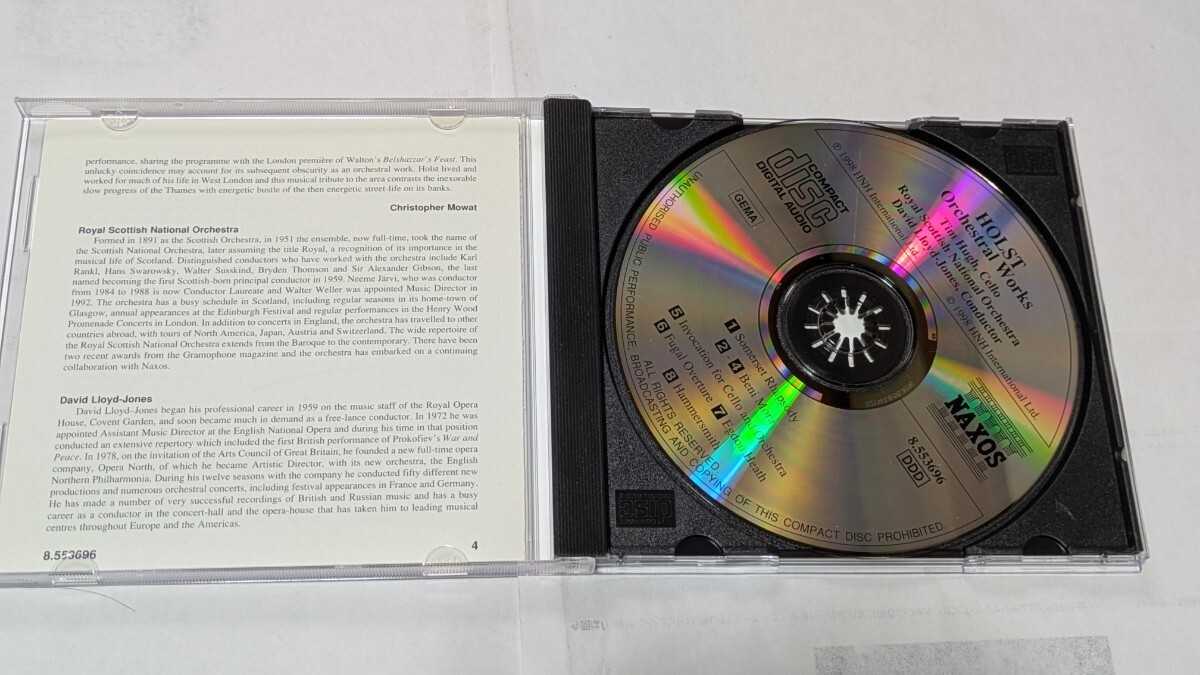 performance, sharing the programme with the London première of Walton's Belshazzar's Feast. This
unlucky coincidence may account for its subsequent obscurity as an orchestral work. Holst lived and
worked for much of his life in West London and this musical tribute to the area contrasts the inexorable
slow progress of the Thames with energetic bustle of the then energetic street-life on its banks.
Christopher Mowat
Royal Scottish National Orchestra
Formed in 1891 as the Scottish Orchestra, in 1951 the ensemble, now full-time, took the name of
the Scottish National Orchestra, later assuming the title Royal, a recognition of its importance in the
musical life of Scotland. Distinguished conductors who have worked with the orchestra include Karl
Rankl, Hans Swarowsky, Walter Susskind, Bryden Thomson and Sir Alexander Gibson, the last
named becoming the first Scottish-born principal conductor in 1959. Neeme Järvi, who was conductor
from 1984 to 1988 is now Conductor Laureate and Walter Weller was appointed Music Director in
1992. The orchestra has a busy schedule in Scotland, including regular seasons in its home-town of
Glasgow, annual appearances at the Edinburgh Festival and regular performances in the Henry Wood
Promenade Concerts in London. In addition to concerts in England, the orchestra has travelled to other
countries abroad, with tours of North America, Japan, Austria and Switzerland. The wide repertoire of
the Royal Scottish National Orchestra extends from the Baroque to the contemporary. There have been
two recent awards from the Gramophone magazine and the orchestra has embarked on a continuing
collaboration with Naxos.
David Lloyd-Jones
David Lloyd-Jones began his professional career in 1959 on the music staff of the Royal Opera
House, Covent Garden, and soon became much in demand as a free-lance conductor. In 1972 he was
appointed Assistant Music Director at the English National Opera and during his time in that position
conducted an extensive repertory which included the first British performance of Prokofiev's War and
Peace. In 1978, on the invitation of the Arts Council of Great Britain, he founded a new full-time opera
company, Opera North, of which he became Artistic Director, with its new orchestra, the English
Northern Philharmonia. During his twelve seasons with the company he conducted fifty different new
productions and numerous orchestral concerts, including festival appearances in France and Germany.
He has made a number of very successful recordings of British and Russian music and has a busy
career as a conductor in the concert-hall and the opera-house that has taken him to leading musical
centres throughout Europe and the Americas.
8.553696
4
HOLST
Orchestral Works
Tim Hugh, Cello
Royal Scottish National Orchestra
David Lloyd-Jones, Conductor
℗ 1998 HNH International Ltd.
© 1998 HNH International Ltd.
COMPACT
disc
DIGITAL AUDIO
GEMA
NAXOS
8.553696
DDD
1 Somerset Rhapsody
2 4 Beni Mora
5 Invocation for Cello and Orchestra
6 Fugal Overture 7 Egdon Heath
8 Hammersmith
ALL RIGHTS RESERVED.
UNAUTHORISED PUBLIC PERFORMANCE BROADCASTING AND COPYING OF THIS COMPACT DISC PROHIBITED.